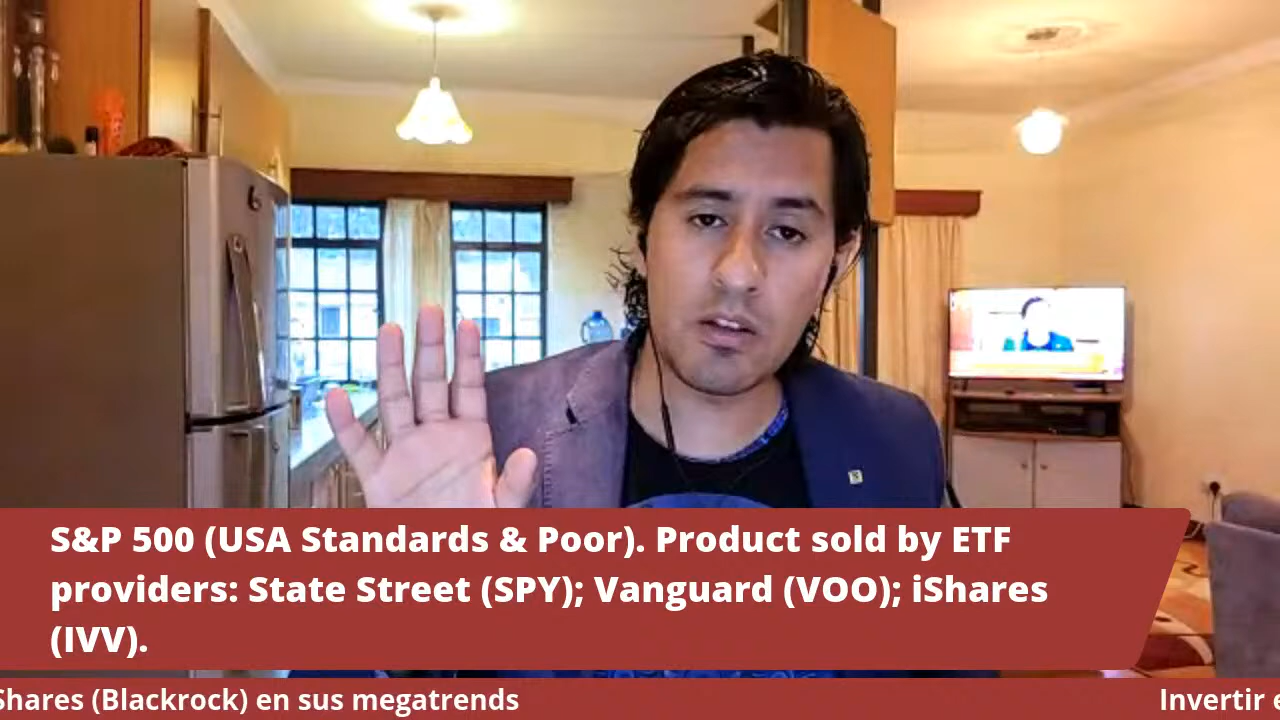 S&P 500 (USA Standards & Poor). Product sold by ETF
providers: State Street (SPY); Vanguard (VOO); iShares
(IVV).
Shares (Blackrock) en sus megatrends
Invertir e